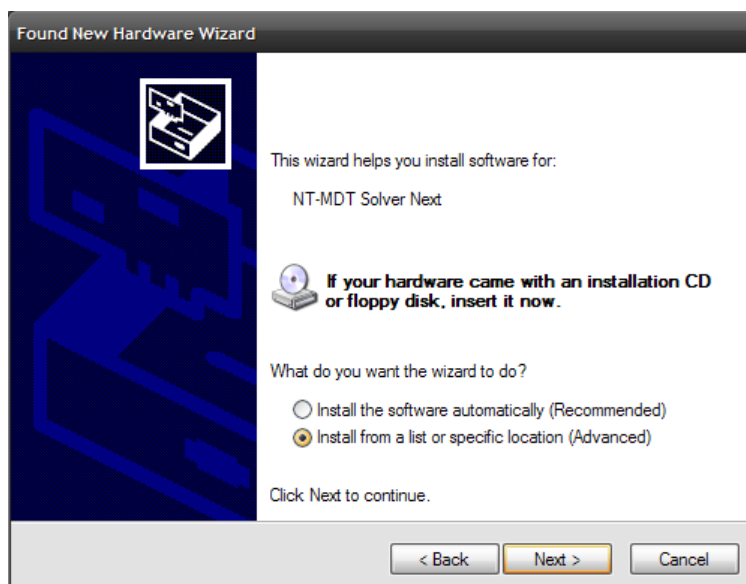 Found New Hardware Wizard
This wizard helps you install software for:
NT-MDT Solver Next
If your hardware came with an installation CD
or floppy disk, insert it now.
What do you want the wizard to do?
Install the software automatically (Recommended)
Install from a list or specific location (Advanced)
Click Next to continue.
< Back Next > Cancel